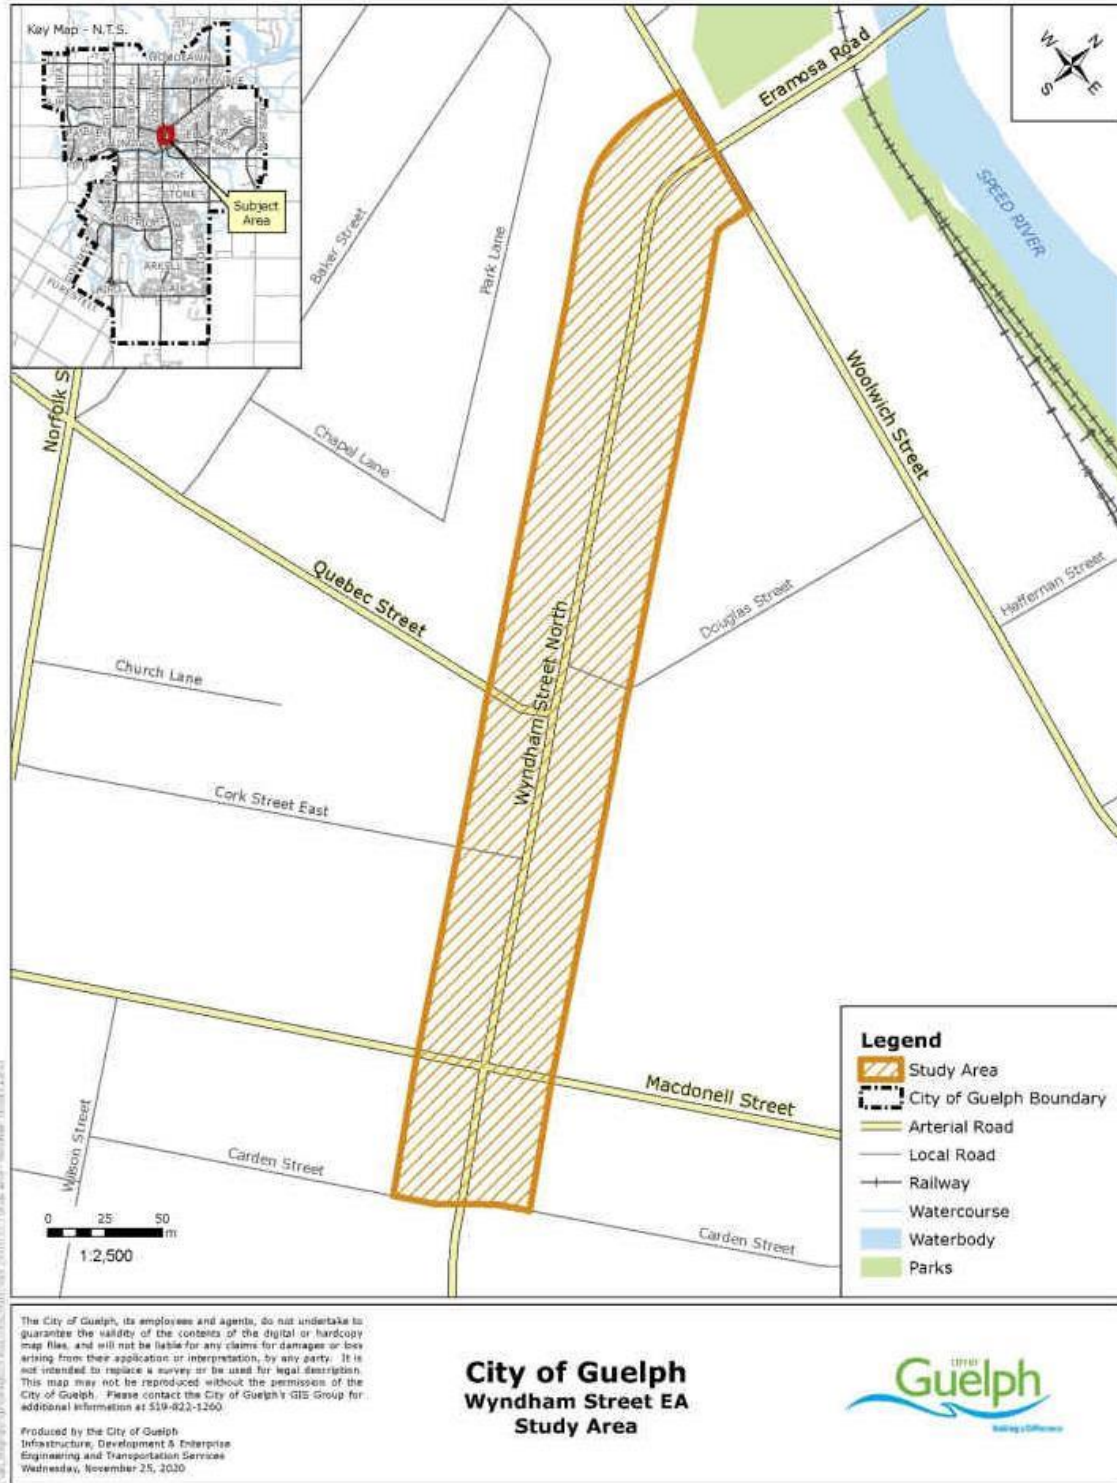 Key Map - N.T.S.
WOODLAWN
STONE
ARKELL
Subject
Area
W
N
S
E
Eramosa Road
SPEED RIVER
Baker Street
Park Lane
Woolwich Street
Norfolk S
Chapel Lane
Quebec Street
Heffernan Street
Douglas Street
Wyndham Street North
Church Lane
Cork Street East
Macdonell Street
Wilson Street
Carden Street
Carden Street
0 25 50
m
1:2,500
Legend
Study Area
City of Guelph Boundary
Arterial Road
Local Road
Railway
Watercourse
Waterbody
Parks
The City of Guelph, its employees and agents, do not undertake to
guarantee the validity of the contents of the digital or hardcopy
map files, and will not be liable for any claims for damages or loss
arising from their application or interpretation, by any party. It is
not intended to replace a survey or be used for legal description.
This map may not be reproduced without the permission of the
City of Guelph. Please contact the City of Guelph's GIS Group for
additional information at 519-822-1260.
Produced by the City of Guelph
Infrastructure, Development & Enterprise
Engineering and Transportation Services
Wednesday, November 25, 2020
City of Guelph
Wyndham Street EA
Study Area
Guelph
Making a Difference